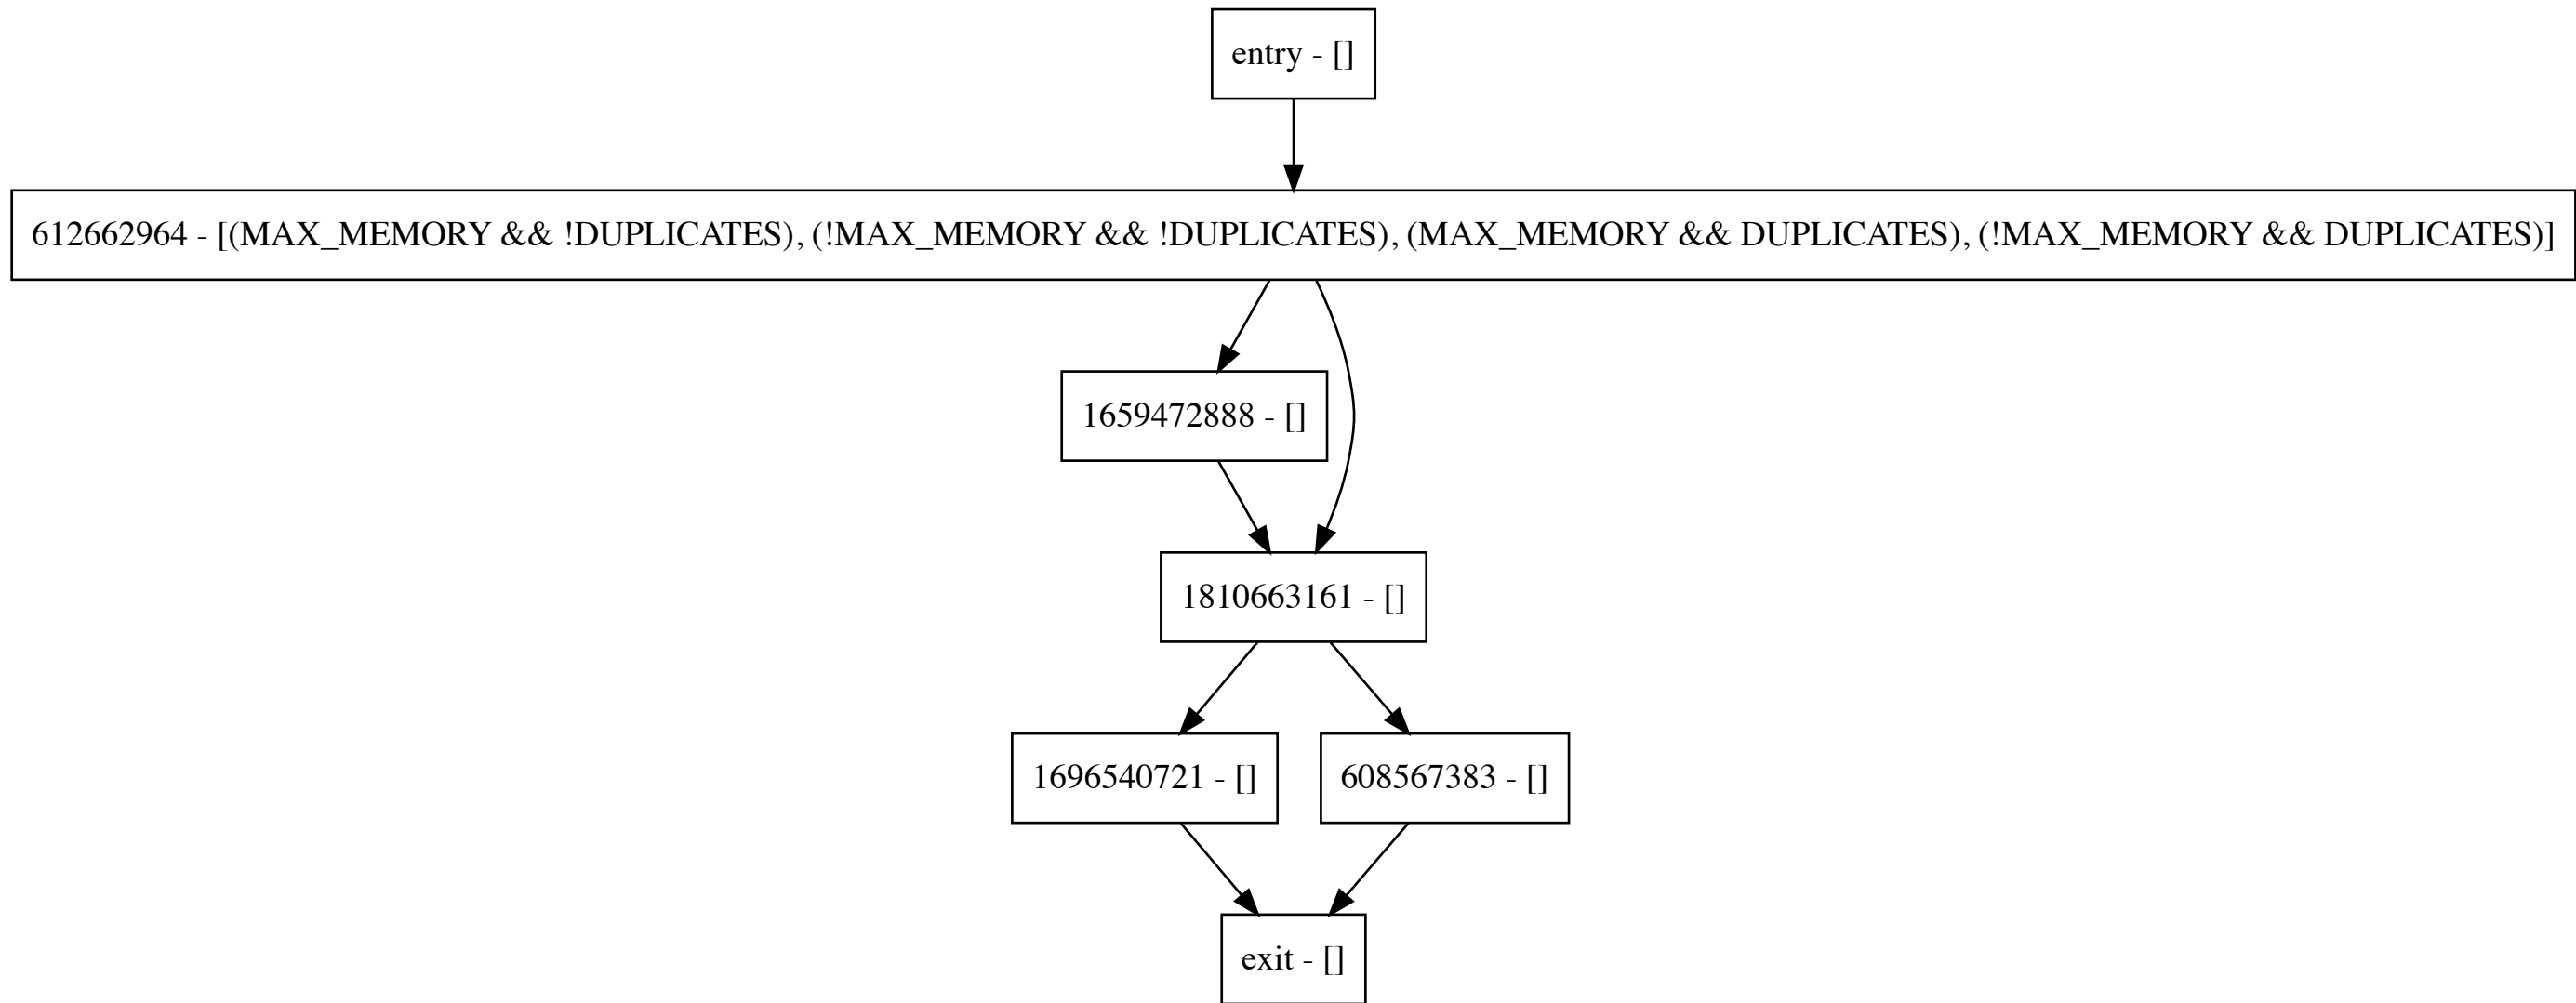 entry - []
612662964 - [(MAX_MEMORY && !DUPLICATES), (!MAX_MEMORY && !DUPLICATES), (MAX_MEMORY && DUPLICATES), (!MAX_MEMORY && DUPLICATES)]
1659472888 - []
1810663161 - []
1696540721 - []
608567383 - []
exit - []